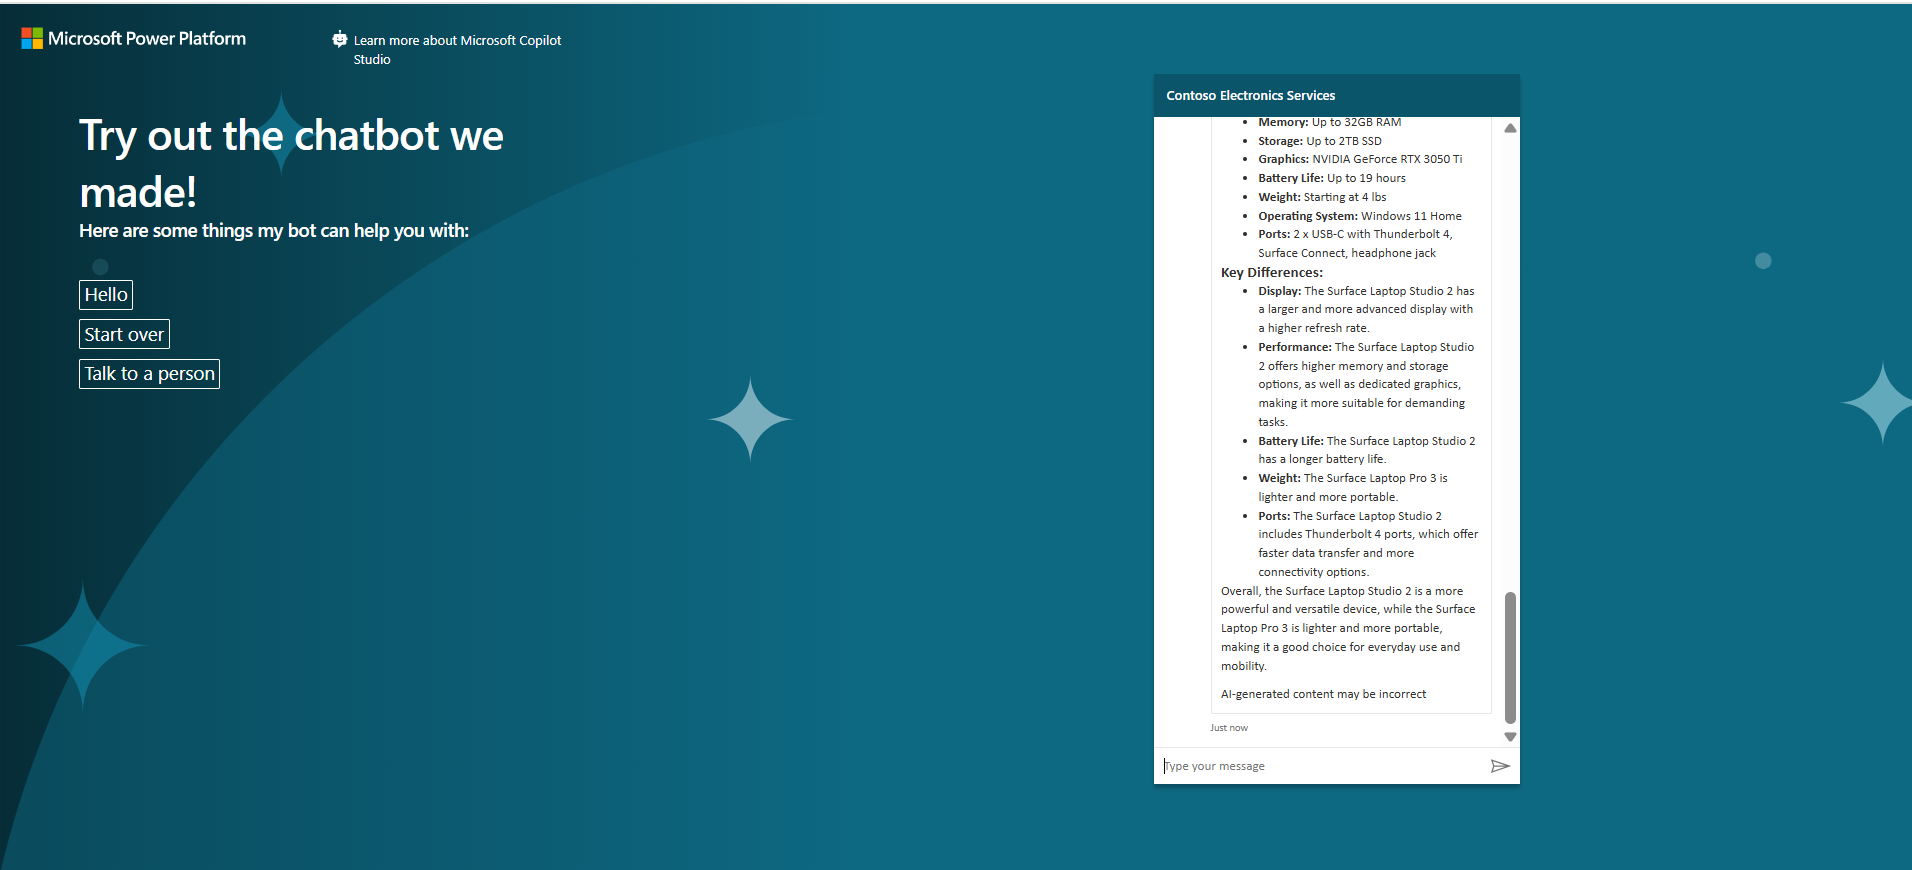 Microsoft Power Platform
Learn more about Microsoft Copilot
Studio
Try out the chatbot we
made!
Here are some things my bot can help you with:
Hello
Start over
Talk to a person
Contoso Electronics Services
Memory: Up to 32GB RAM
Storage: Up to 2TB SSD
Graphics: NVIDIA GeForce RTX 3050 Ti
Battery Life: Up to 19 hours
Weight: Starting at 4 lbs
Operating System: Windows 11 Home
Ports: 2 x USB-C with Thunderbolt 4,
Surface Connect, headphone jack
Key Differences:
Display: The Surface Laptop Studio 2 has
a larger and more advanced display with
a higher refresh rate.
Performance: The Surface Laptop Studio
2 offers higher memory and storage
options, as well as dedicated graphics,
making it more suitable for demanding
tasks.
Battery Life: The Surface Laptop Studio 2
has a longer battery life.
Weight: The Surface Laptop Pro 3 is
lighter and more portable.
Ports: The Surface Laptop Studio 2
includes Thunderbolt 4 ports, which offer
faster data transfer and more
connectivity options.
Overall, the Surface Laptop Studio 2 is a more
powerful and versatile device, while the Surface
Laptop Pro 3 is lighter and more portable,
making it a good choice for everyday use and
mobility.
AI-generated content may be incorrect
Just now
Type your message